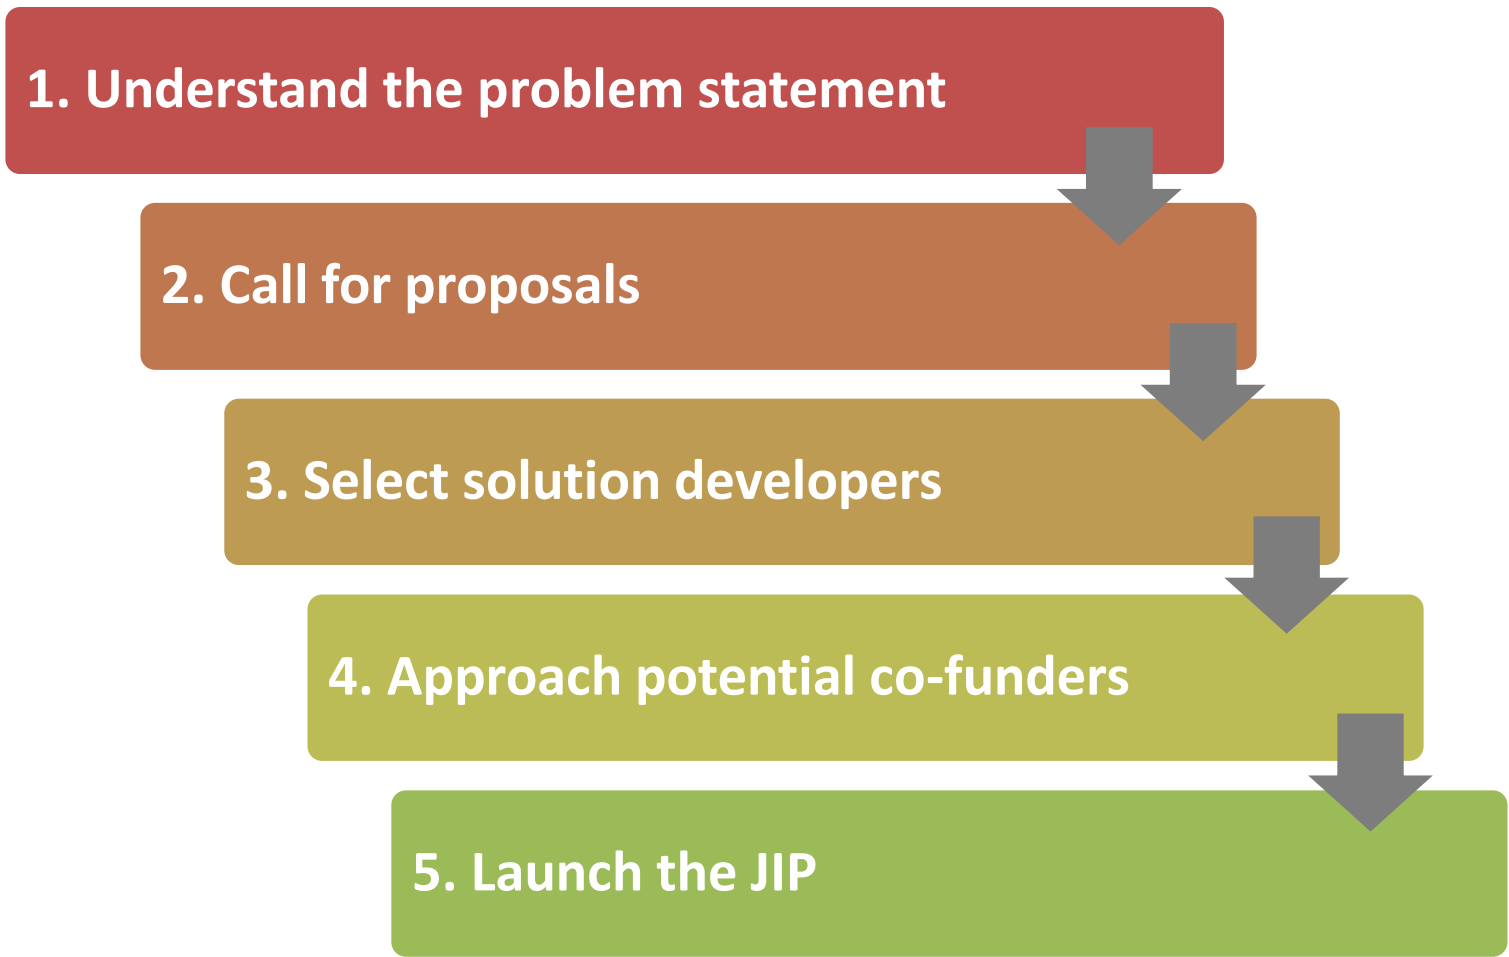 1. Understand the problem statement
2. Call for proposals
3. Select solution developers
4. Approach potential co-funders
5. Launch the JIP